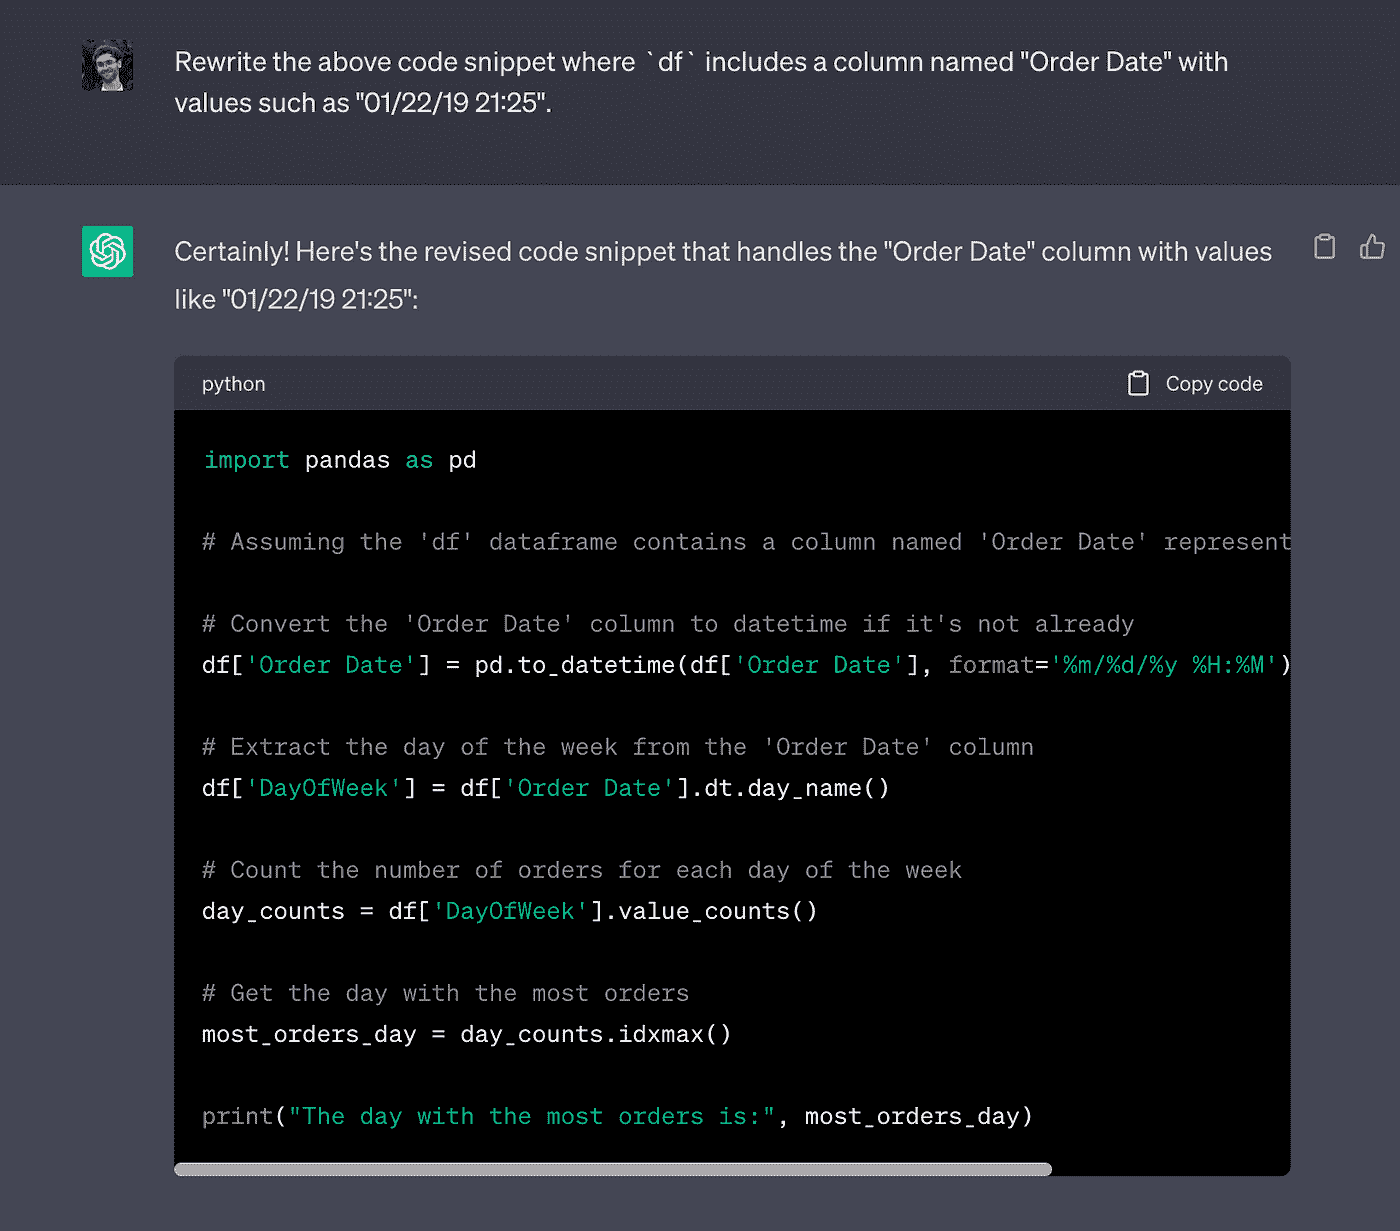 Rewrite the above code snippet where `df` includes a column named "Order Date" with
values such as "01/22/19 21:25".
Certainly! Here's the revised code snippet that handles the "Order Date" column with values
like "01/22/19 21:25":
python
Copy code
import pandas as pd
# Assuming the 'df' dataframe contains a column named 'Order Date' represent
# Convert the 'Order Date' column to datetime if it's not already
df['Order Date'] = pd.to_datetime(df['Order Date'], format='%m/%d/%y %H:%M')
# Extract the day of the week from the 'Order Date' column
df['DayOfWeek'] = df['Order Date'].dt.day_name()
# Count the number of orders for each day of the week
day_counts = df['DayOfWeek'].value_counts()
# Get the day with the most orders
most_orders_day = day_counts.idxmax()
print("The day with the most orders is:", most_orders_day)